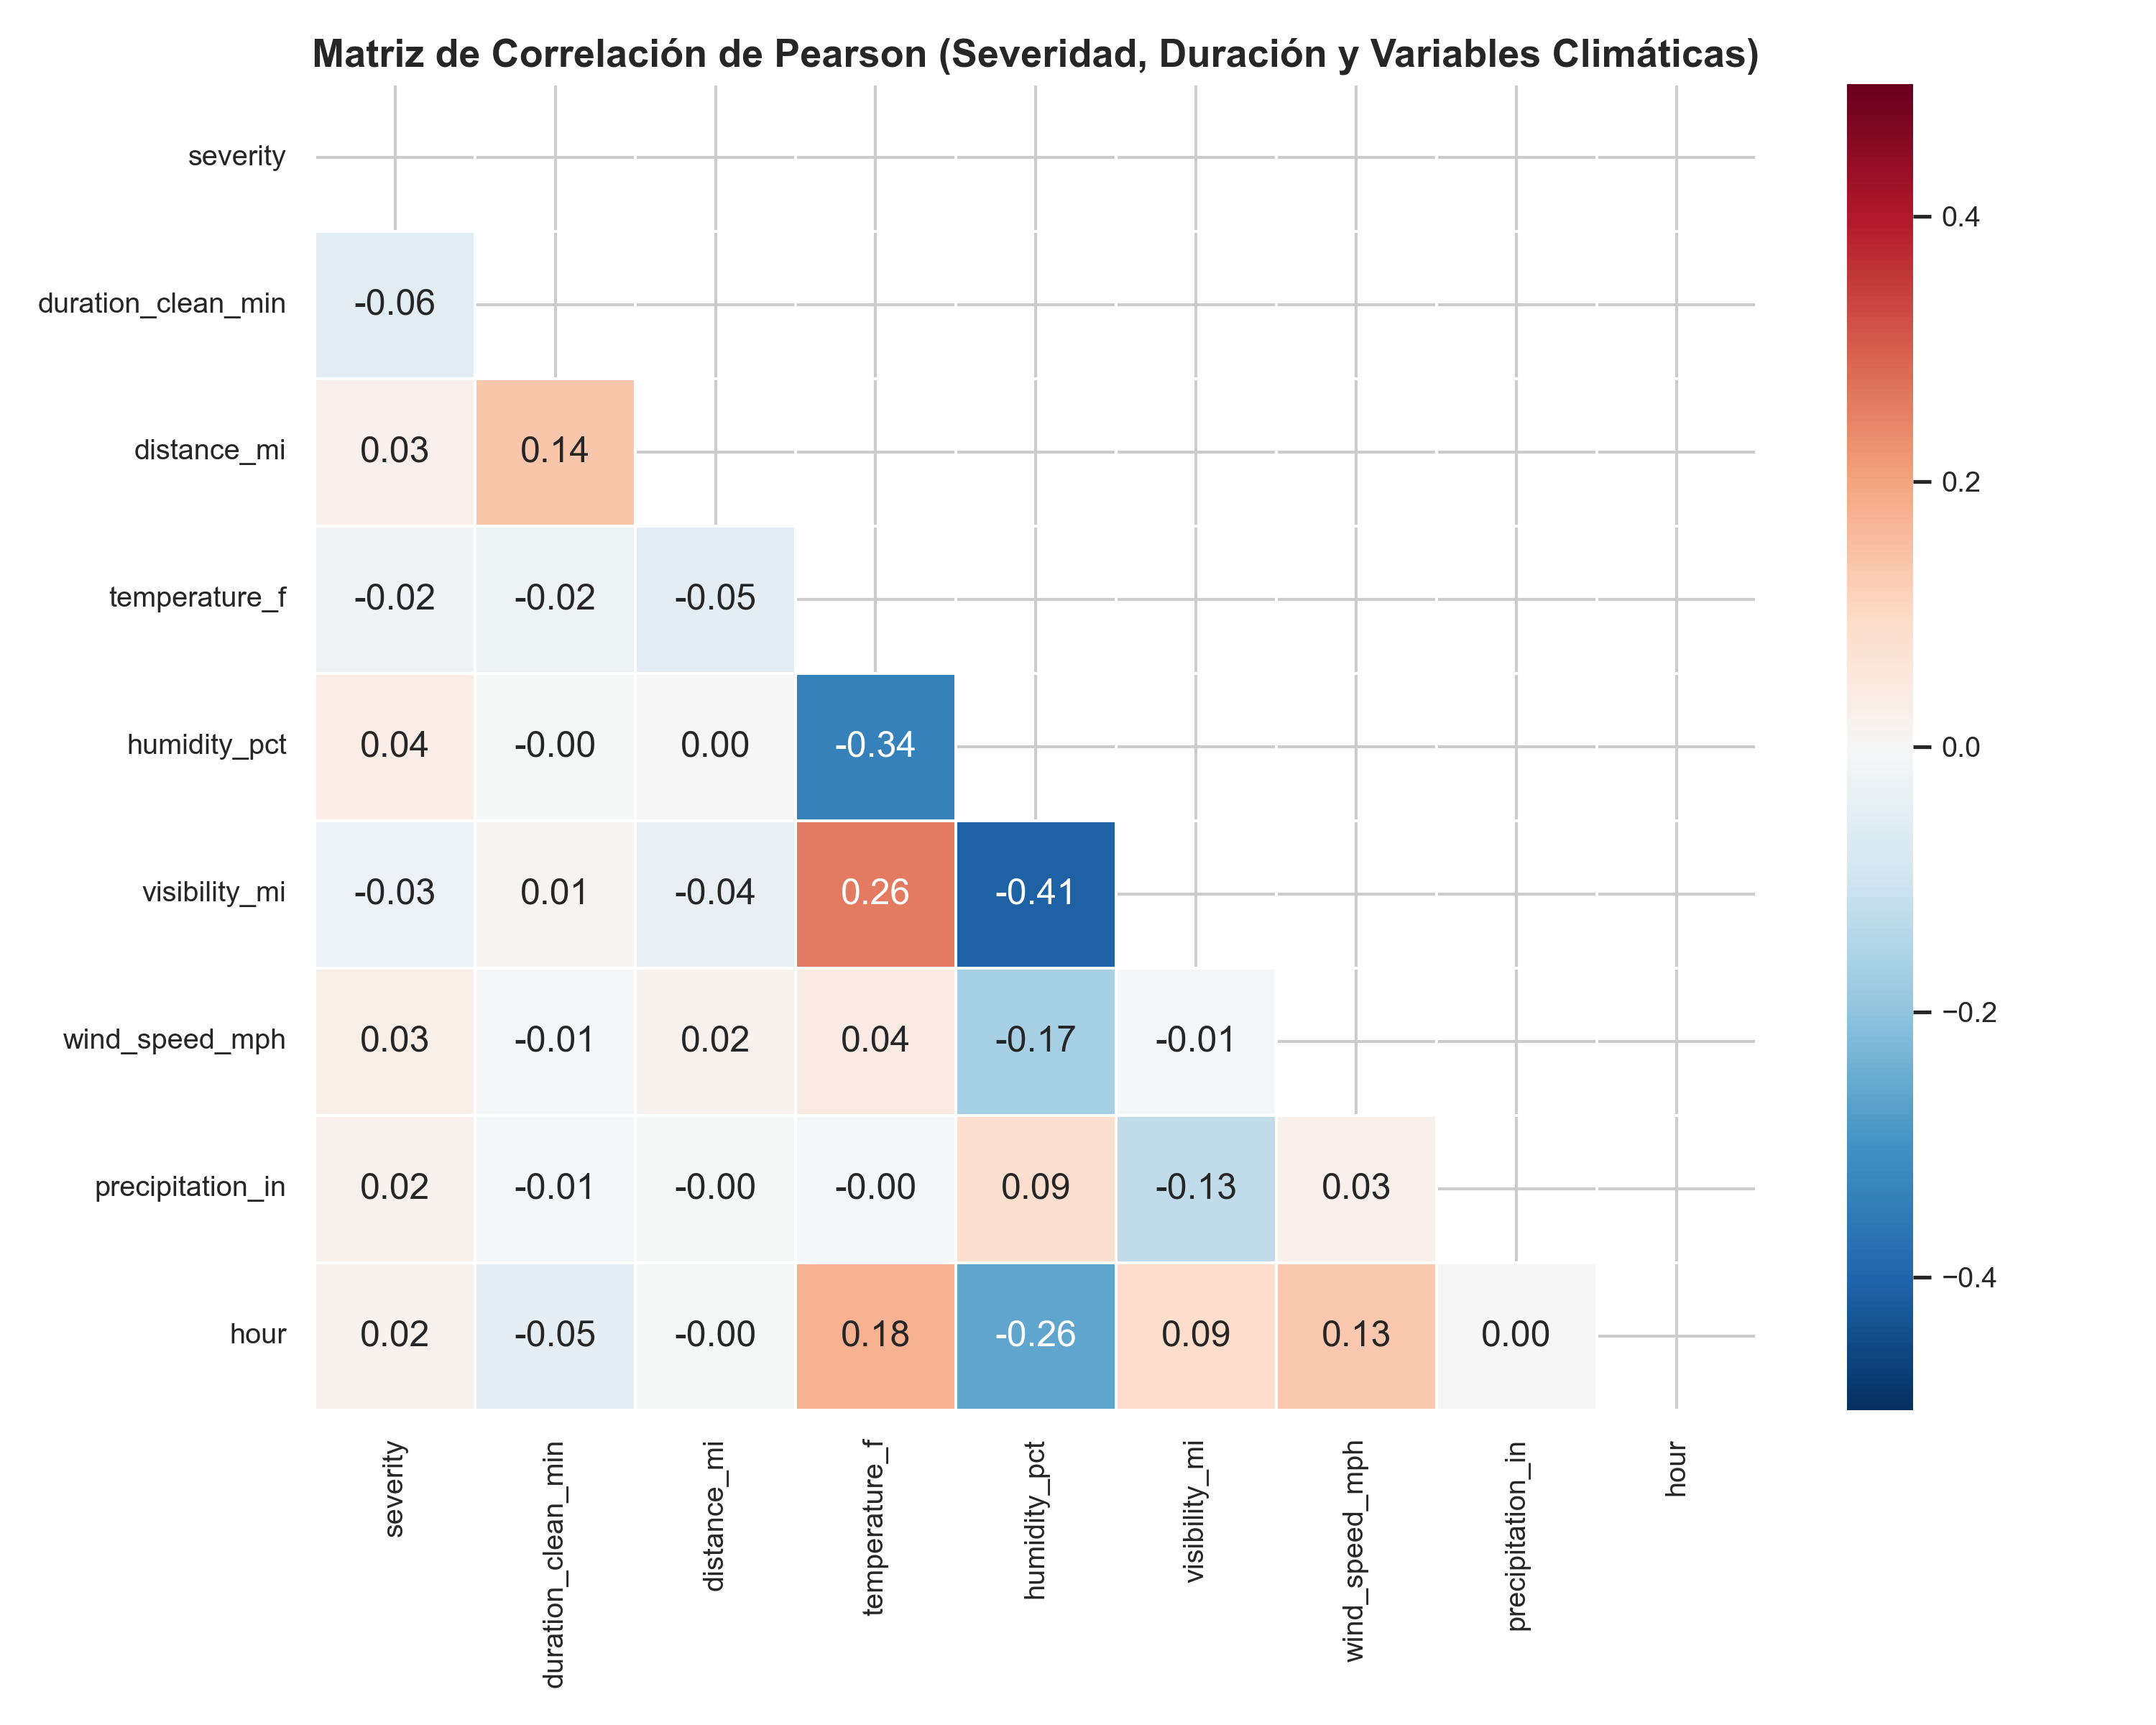 Matriz de Correlación de Pearson (Severidad, Duración y Variables Climáticas)
severity
duration_clean_min -0.06
distance_mi 0.03 0.14
temperature_f -0.02 -0.02 -0.05
humidity_pct 0.04 -0.00 0.00 -0.34
visibility_mi -0.03 0.01 -0.04 0.26 -0.41
wind_speed_mph 0.03 -0.01 0.02 0.04 -0.17 -0.01
precipitation_in 0.02 -0.01 -0.00 -0.00 0.09 -0.13 0.03
hour 0.02 -0.05 -0.00 0.18 -0.26 0.09 0.13 0.00
severity
duration_clean_min
distance_mi
temperature_f
humidity_pct
visibility_mi
wind_speed_mph
precipitation_in
hour
0.4
0.2
0.0
−0.2
−0.4